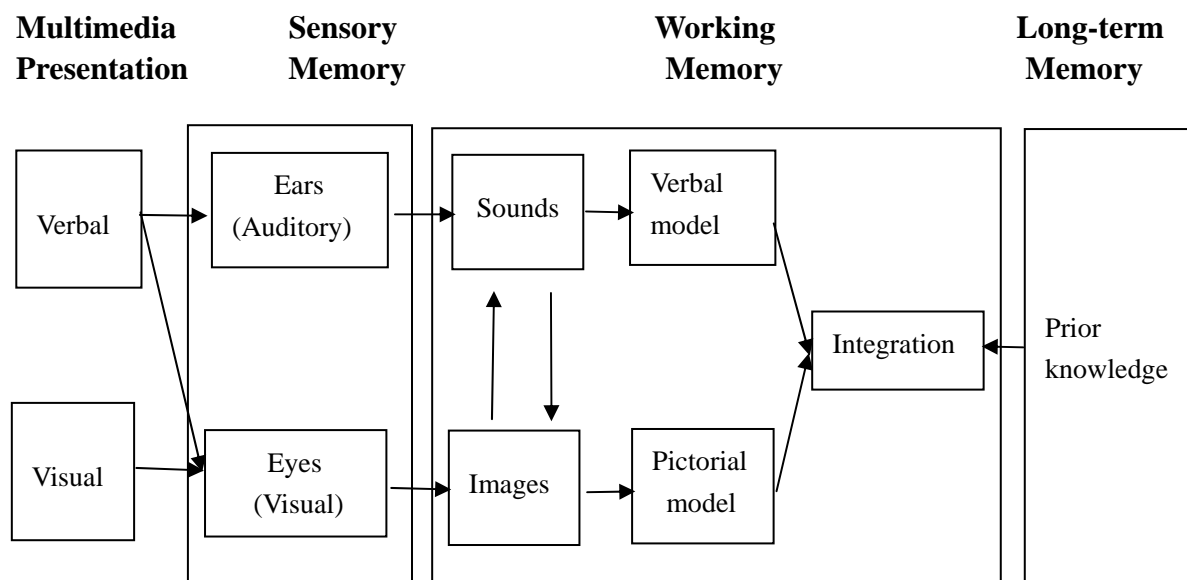 Multimedia Presentation
Sensory Memory
Working Memory
Long-term Memory
Verbal
Ears
(Auditory)
Sounds
Verbal
model
Integration
Prior
knowledge
Visual
Eyes
(Visual)
Images
Pictorial
model